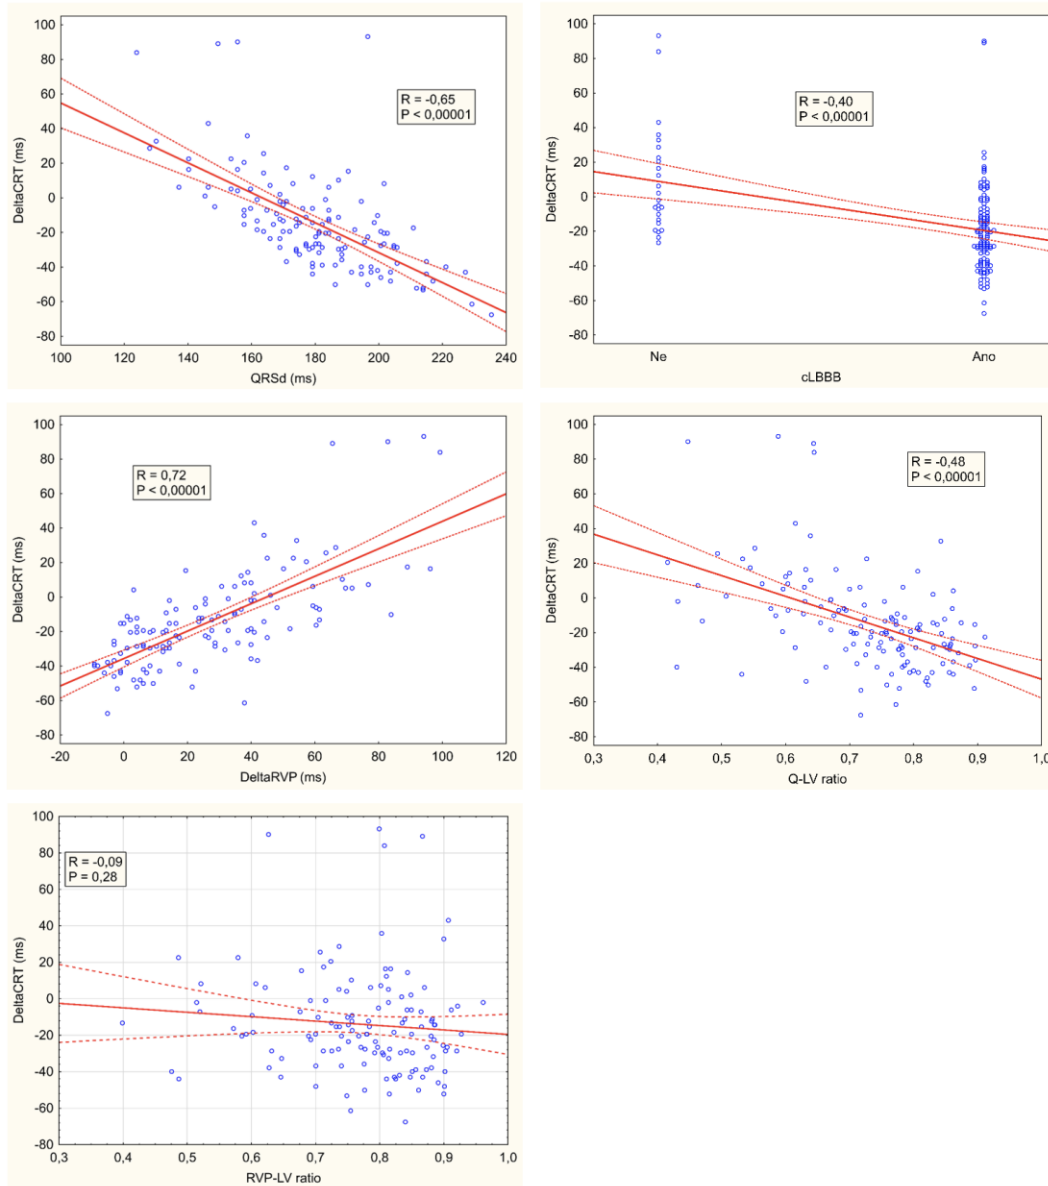 100
80
60
40
20
0
-20
-40
-60
-80
DeltaCRT (ms)
R = -0,65
P < 0,00001
100 120 140 160 180 200 220 240
QRSd (ms)
100
80
60
40
20
0
-20
-40
-60
-80
DeltaCRT (ms)
R = -0,40
P < 0,00001
Ne Ano
cLBBB
100
80
60
40
20
0
-20
-40
-60
-80
DeltaCRT (ms)
R = 0,72
P < 0,00001
-20 0 20 40 60 80 100 120
DeltaRVP (ms)
100
80
60
40
20
0
-20
-40
-60
-80
DeltaCRT (ms)
R = -0,48
P < 0,00001
0,3 0,4 0,5 0,6 0,7 0,8 0,9 1,0
Q-LV ratio
100
80
60
40
20
0
-20
-40
-60
-80
DeltaCRT (ms)
R = -0,09
P = 0,28
0,3 0,4 0,5 0,6 0,7 0,8 0,9 1,0
RVP-LV ratio